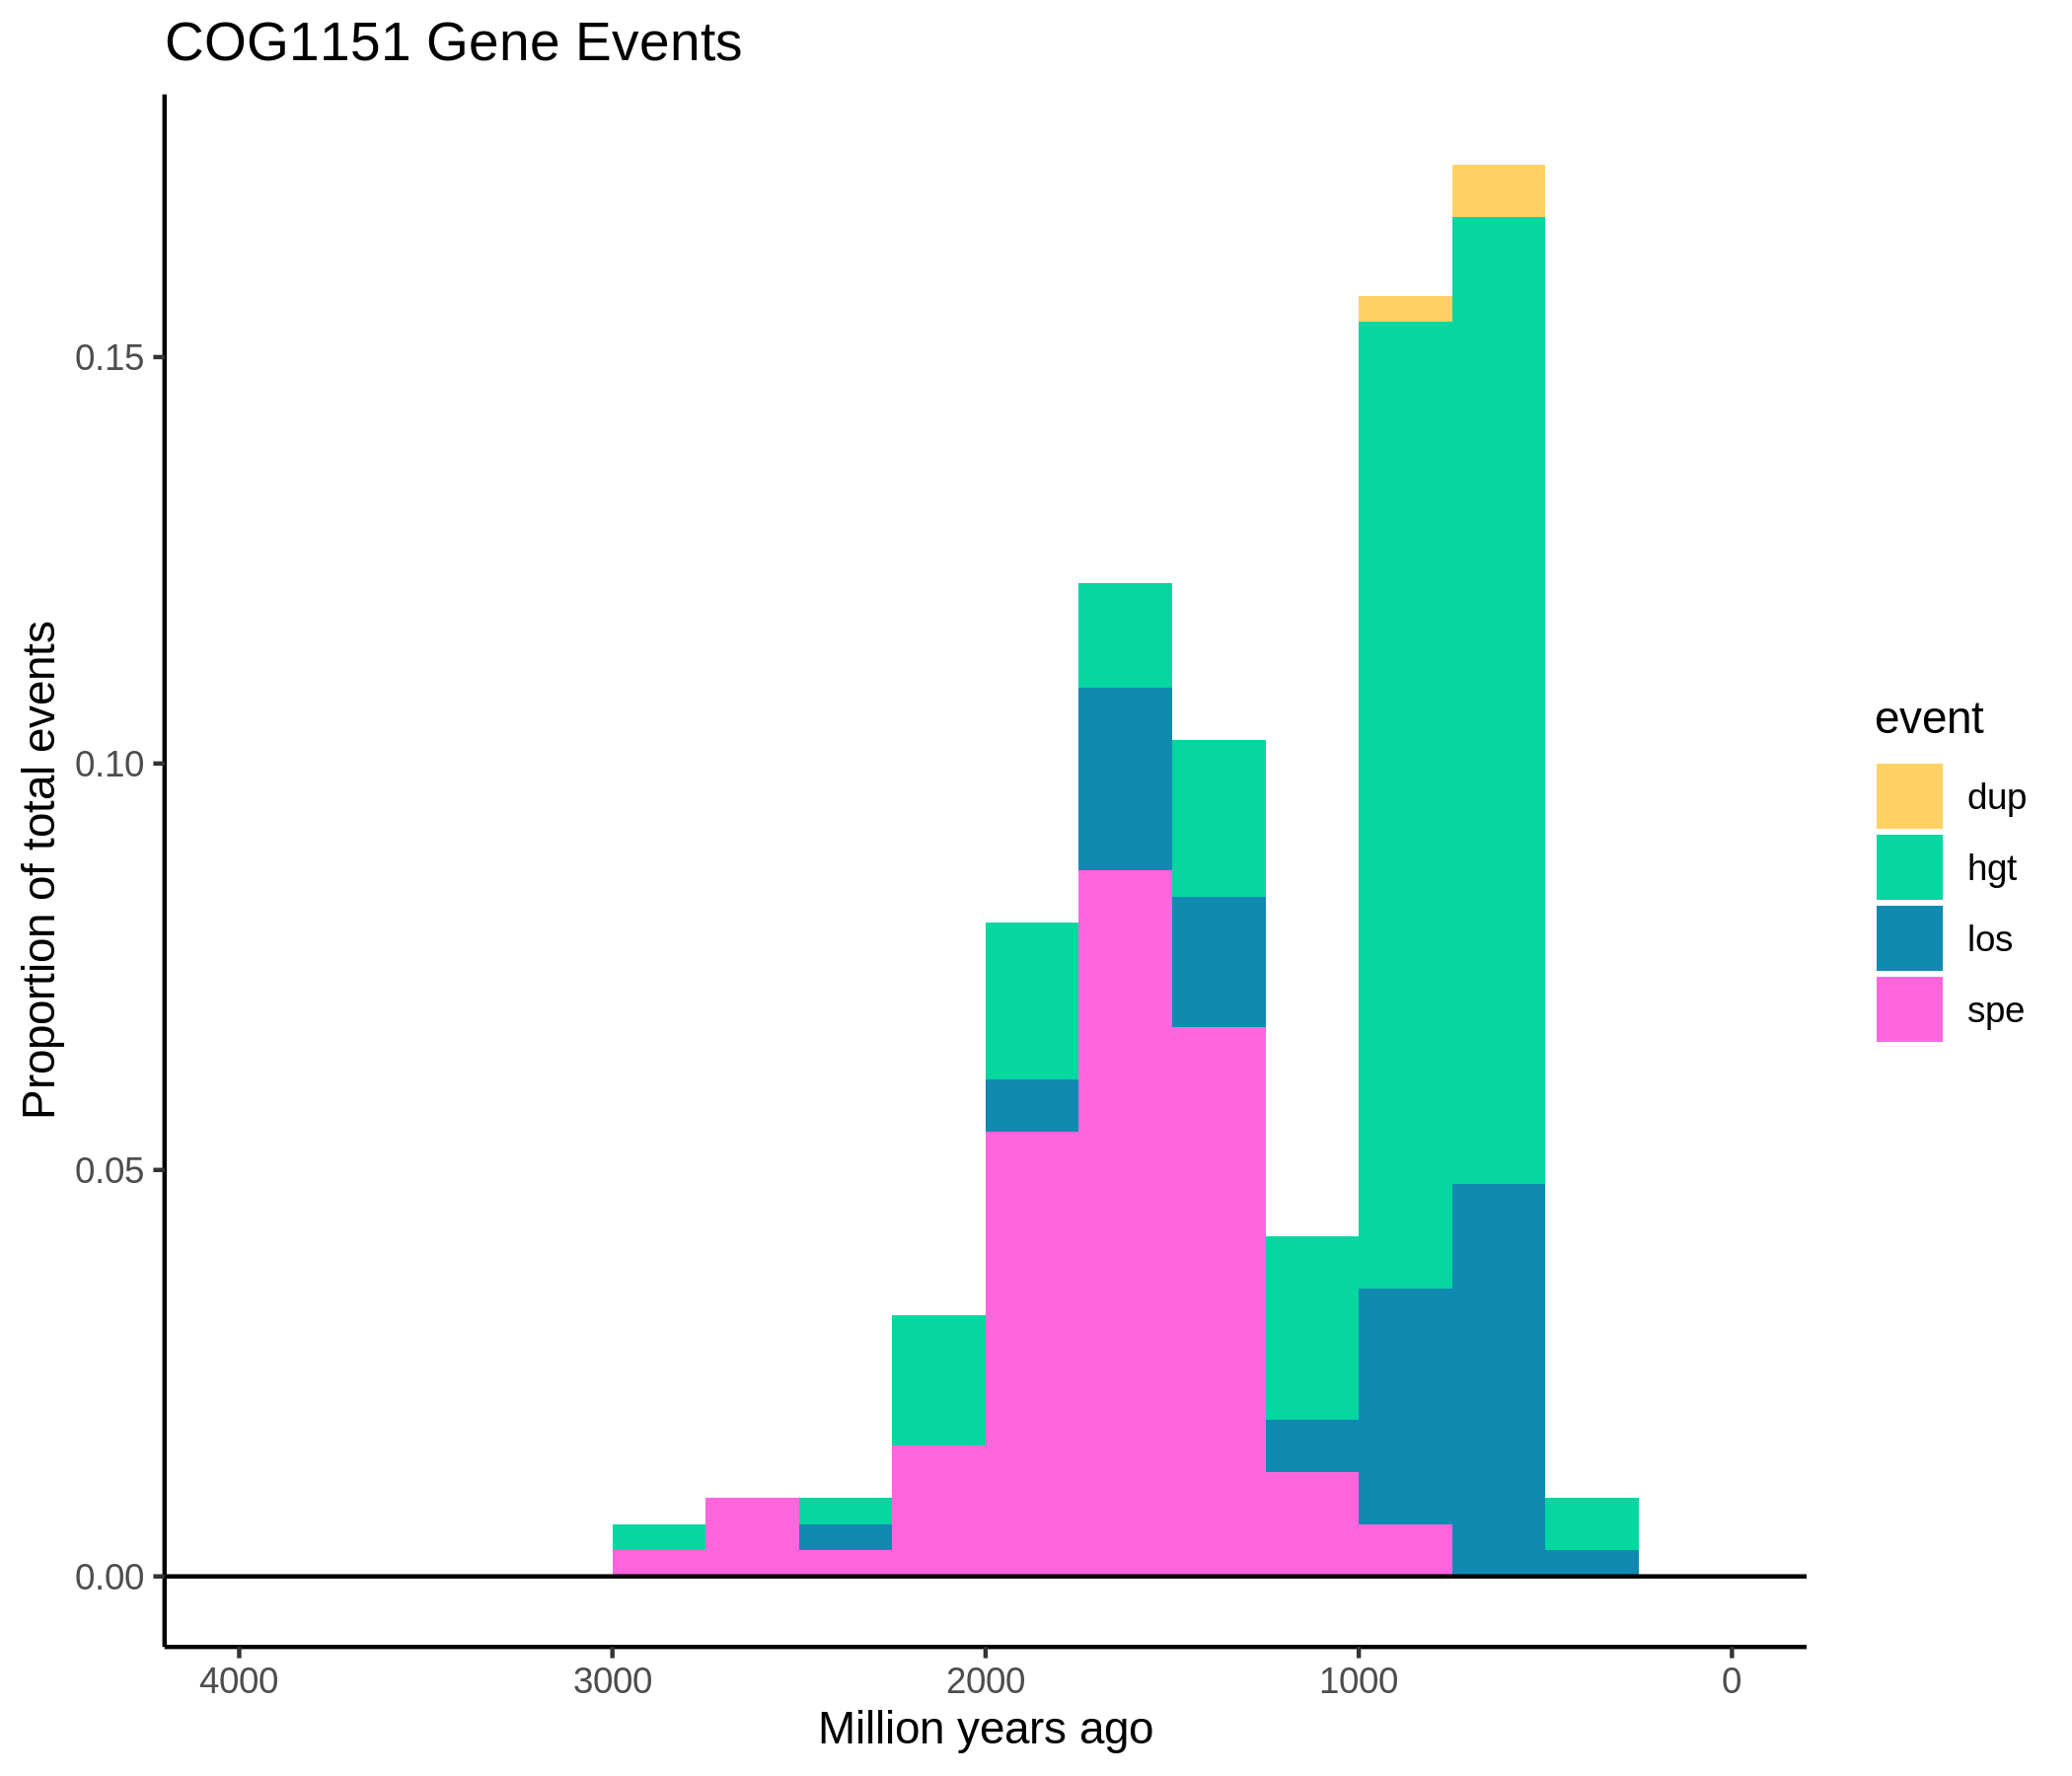 COG1151 Gene Events
Proportion of total events
0.15
0.10
0.05
0.00
4000 3000 2000 1000 0
Million years ago
event
dup
hgt
los
spe